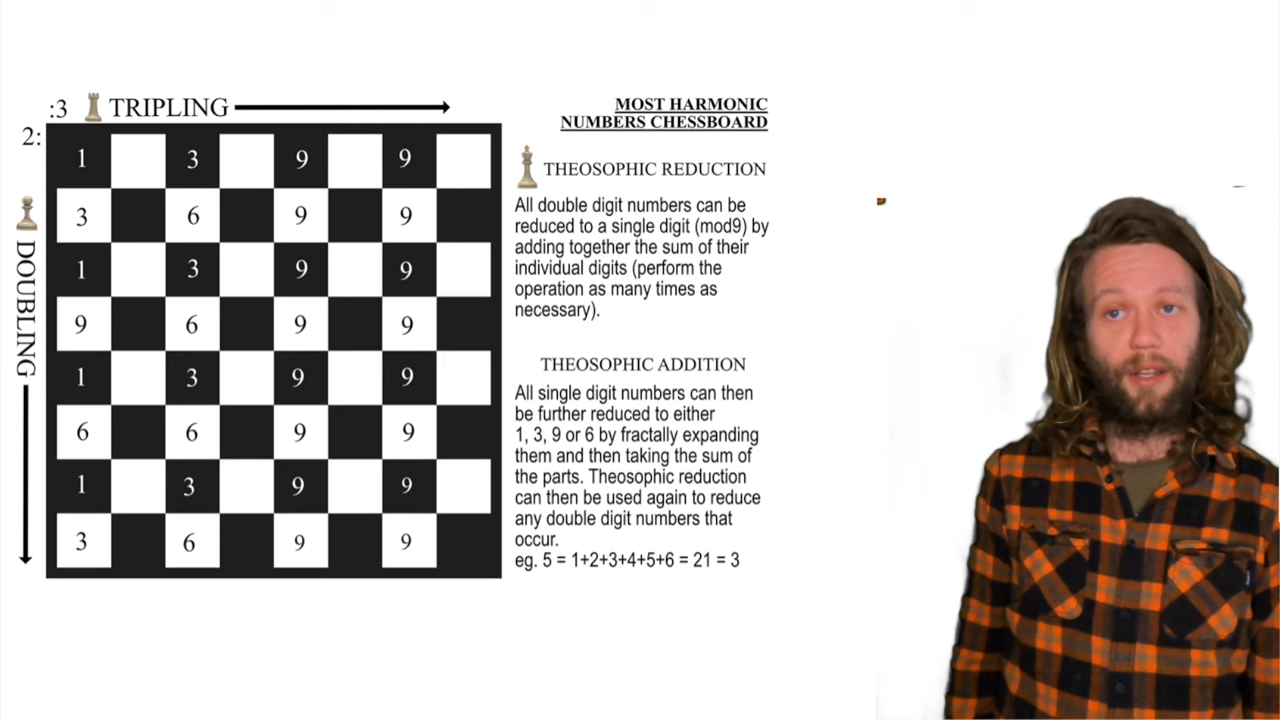 :3 TRIPLING
2:
DOUBLING
1 3 9 9
3 6 9 9
1 3 9 9
9 6 9 9
1 3 9 9
6 6 9 9
1 3 9 9
3 6 9 9
MOST HARMONIC
NUMBERS CHESSBOARD
THEOSOPHIC REDUCTION
All double digit numbers can be
reduced to a single digit (mod9) by
adding together the sum of their
individual digits (perform the
operation as many times as
necessary).
THEOSOPHIC ADDITION
All single digit numbers can then
be further reduced to either
1, 3, 9 or 6 by fractally expanding
them and then taking the sum of
the parts. Theosophic reduction
can then be used again to reduce
any double digit numbers that
occur.
eg. 5 = 1+2+3+4+5+6 = 21 = 3